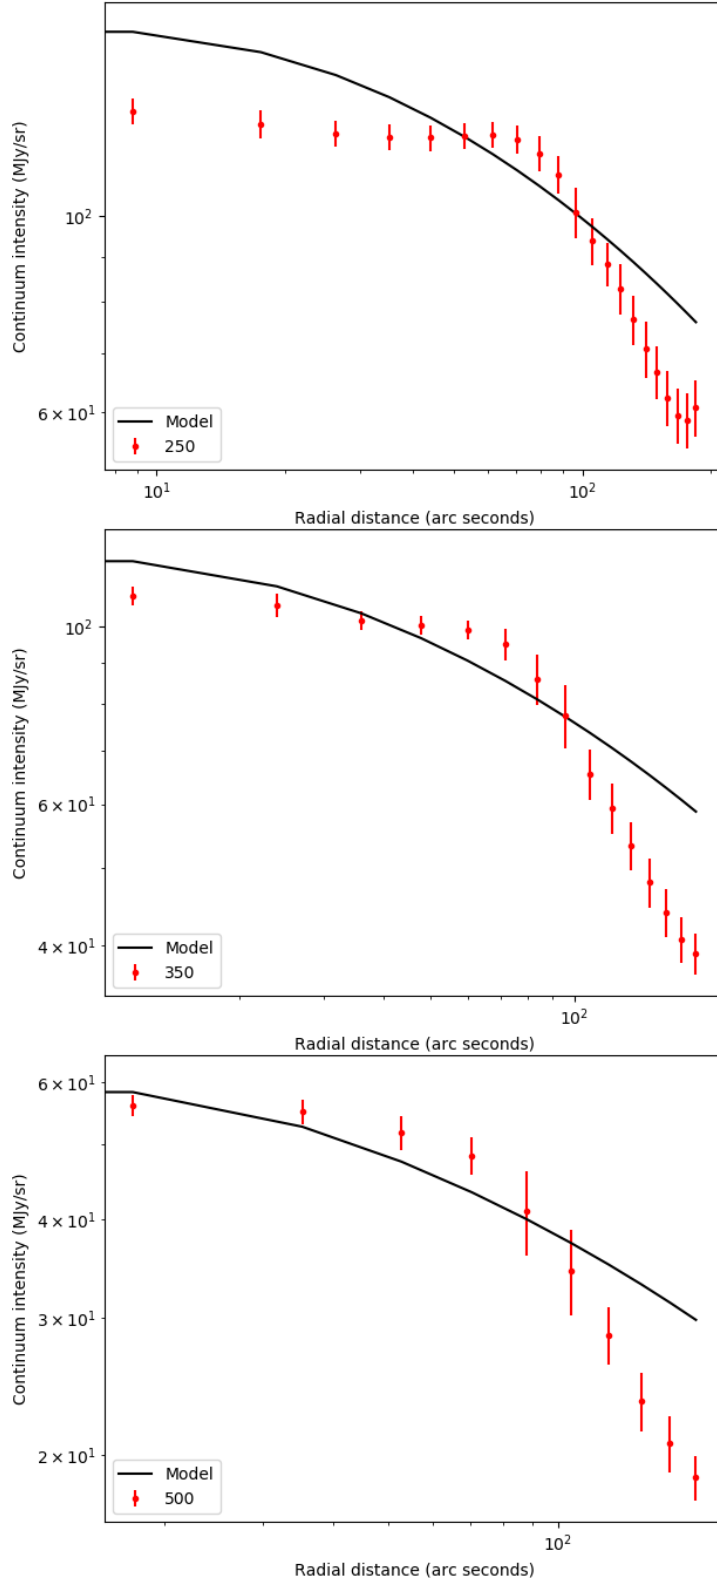 Continuum intensity (MJy/sr)
10²
6 × 10¹
Model
250
10¹
10²
Radial distance (arc seconds)
Continuum intensity (MJy/sr)
10²
6 × 10¹
4 × 10¹
Model
350
10²
Radial distance (arc seconds)
Continuum intensity (MJy/sr)
6 × 10¹
4 × 10¹
3 × 10¹
2 × 10¹
Model
500
10²
Radial distance (arc seconds)